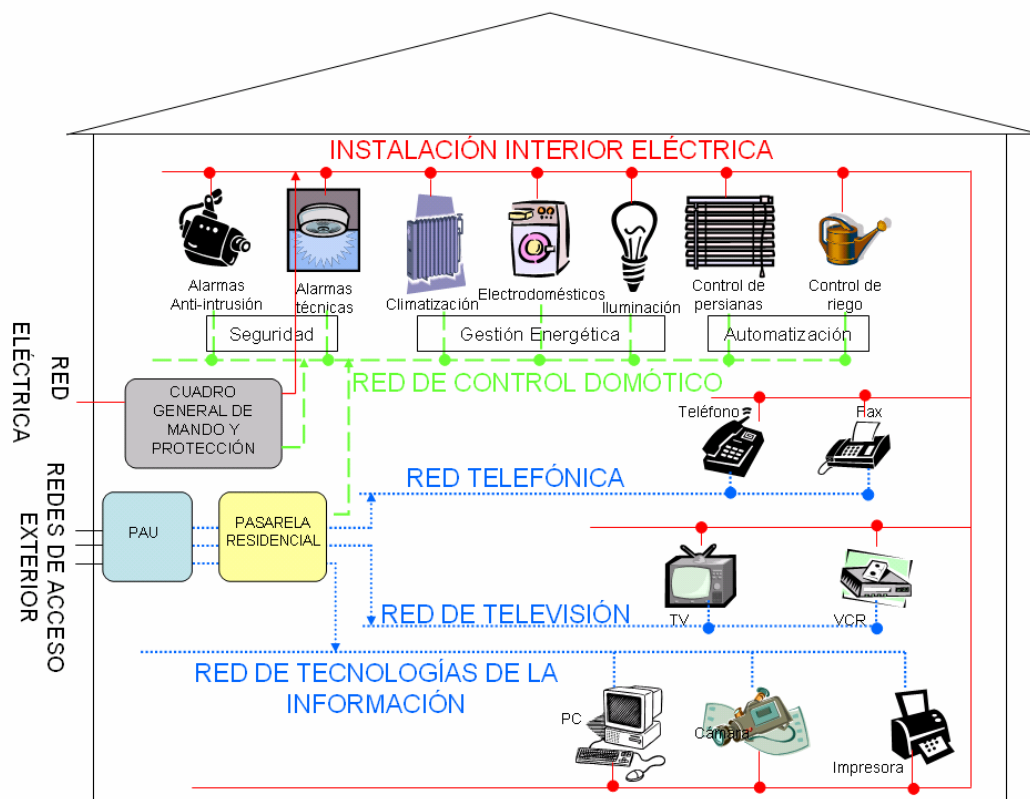 INSTALACIÓN INTERIOR ELÉCTRICA
Alarmas
Anti-intrusión
Alarmas
técnicas
Climatización
Electrodomésticos
Iluminación
Control de
persianas
Control de
riego
Seguridad
Gestión Energética
Automatización
RED DE CONTROL DOMÓTICO
RED
ELÉCTRICA
CUADRO
GENERAL DE
MANDO Y
PROTECCIÓN
Teléfono
Fax
RED TELEFÓNICA
REDES DE ACCESO
EXTERIOR
PAU
PASARELA
RESIDENCIAL
TV
VCR
RED DE TELEVISIÓN
RED DE TECNOLOGÍAS DE LA
INFORMACIÓN
PC
Cámara
Impresora